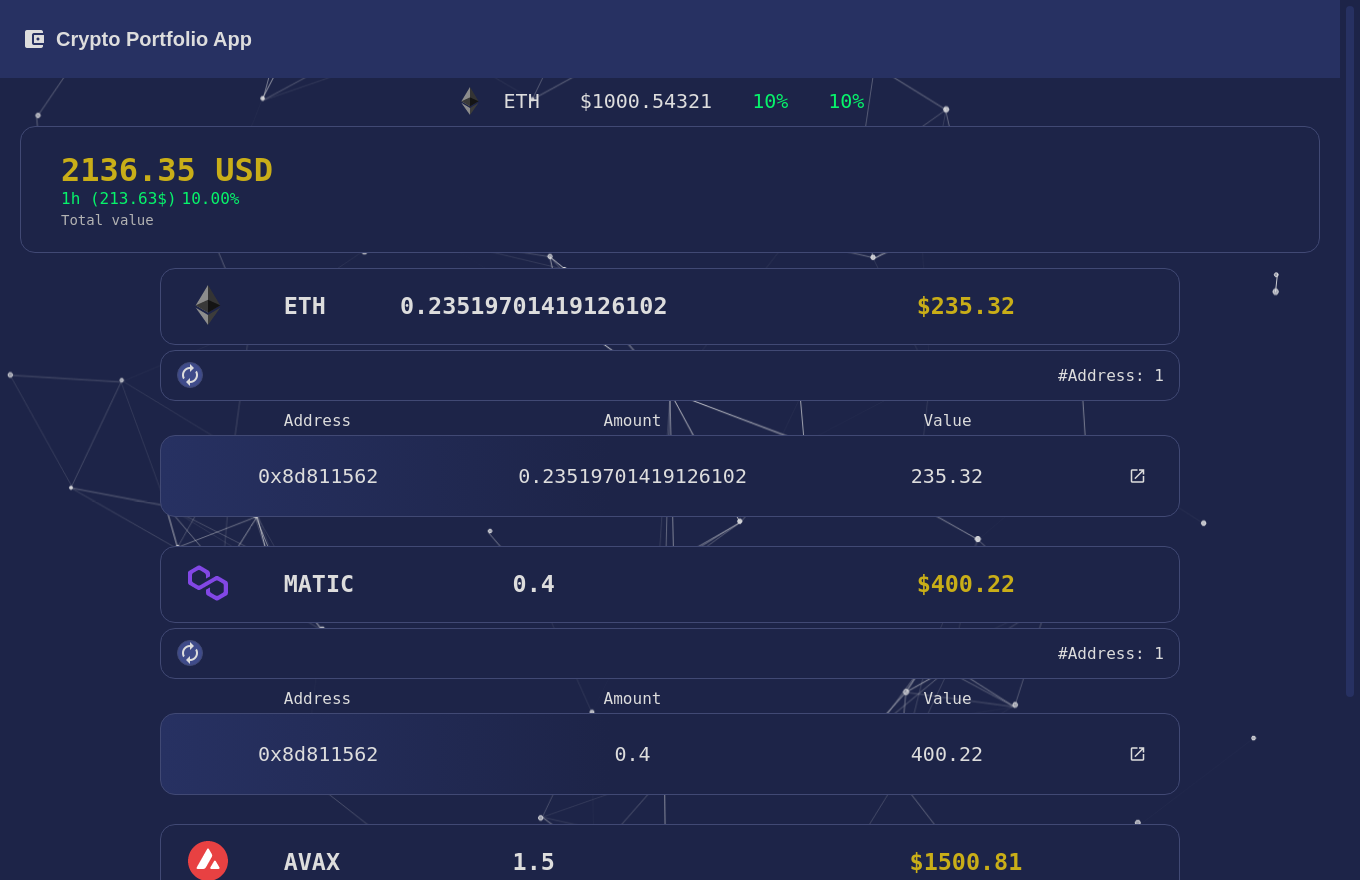 Crypto Portfolio App
ETH $1000.54321 10% 10%
2136.35 USD
1h (213.63$) 10.00%
Total value
ETH 0.23519701419126102 $235.32
#Address: 1
Address Amount Value
0x8d811562 0.23519701419126102 235.32
MATIC 0.4 $400.22
#Address: 1
Address Amount Value
0x8d811562 0.4 400.22
AVAX 1.5 $1500.81